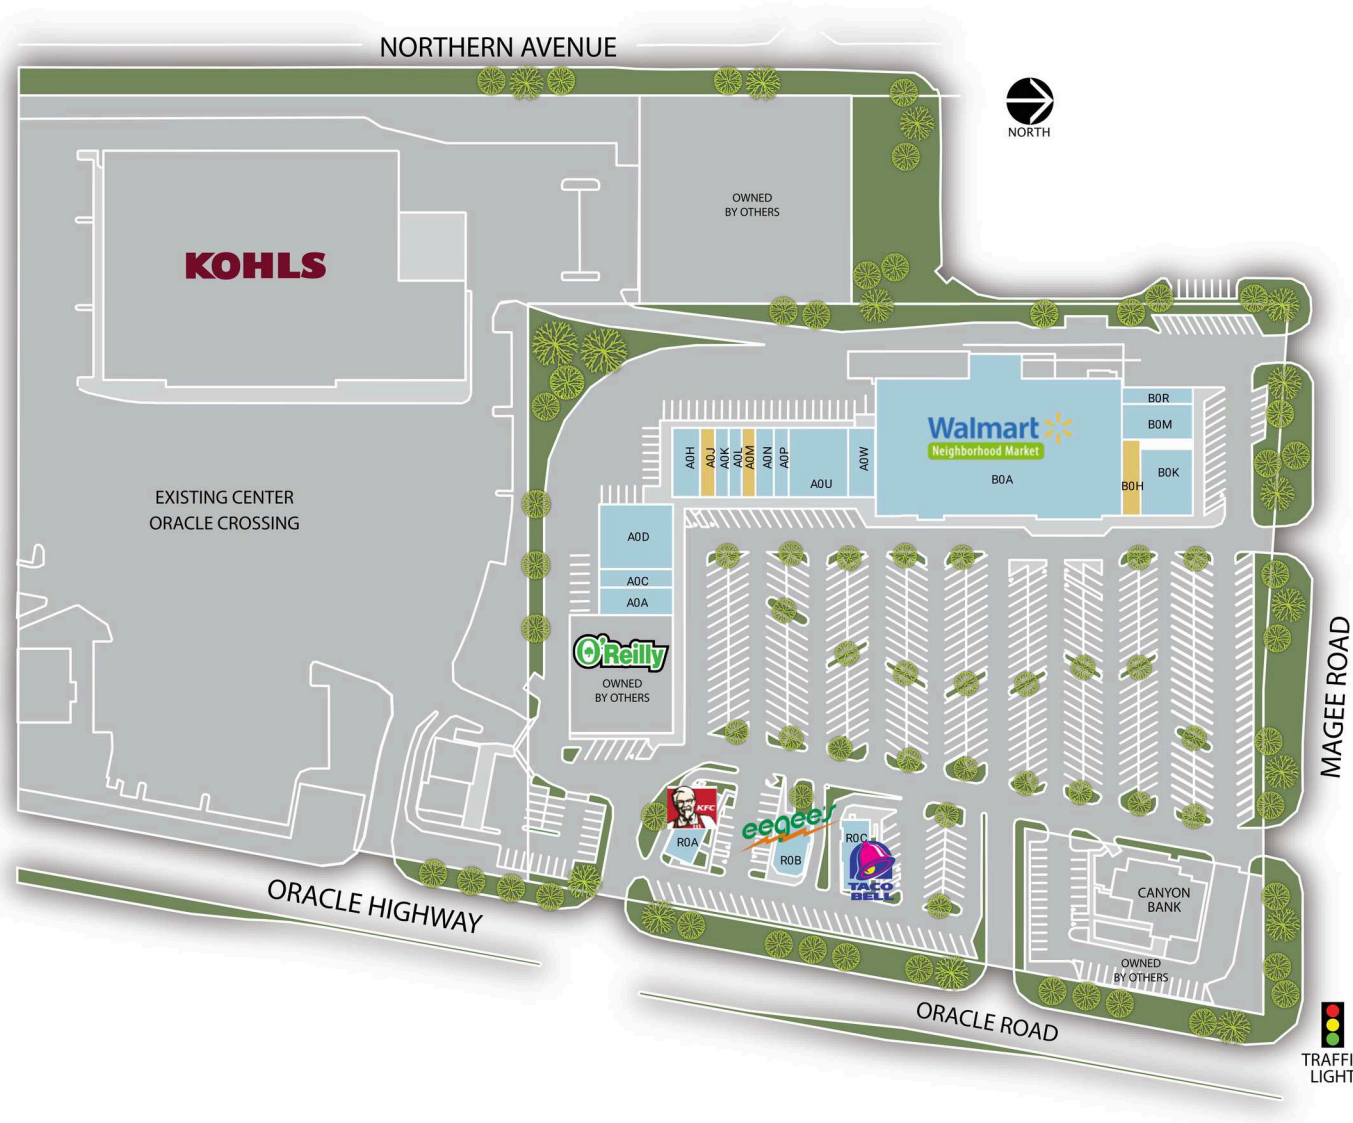 NORTHERN AVENUE
NORTH
OWNED
BY OTHERS
KOHLS
B0R
B0M
Walmart
Neighborhood Market
B0A
B0K
B0H
A0H
A0J
A0K
A0L
A0M
A0N
A0P
A0U
A0W
EXISTING CENTER
ORACLE CROSSING
A0D
A0C
A0A
O'Reilly
OWNED
BY OTHERS
MAGEE ROAD
KFC
R0A
eegee's
R0B
R0C
TACO
BELL
CANYON
BANK
OWNED
BY OTHERS
ORACLE HIGHWAY
ORACLE ROAD
TRAFFI
LIGHT